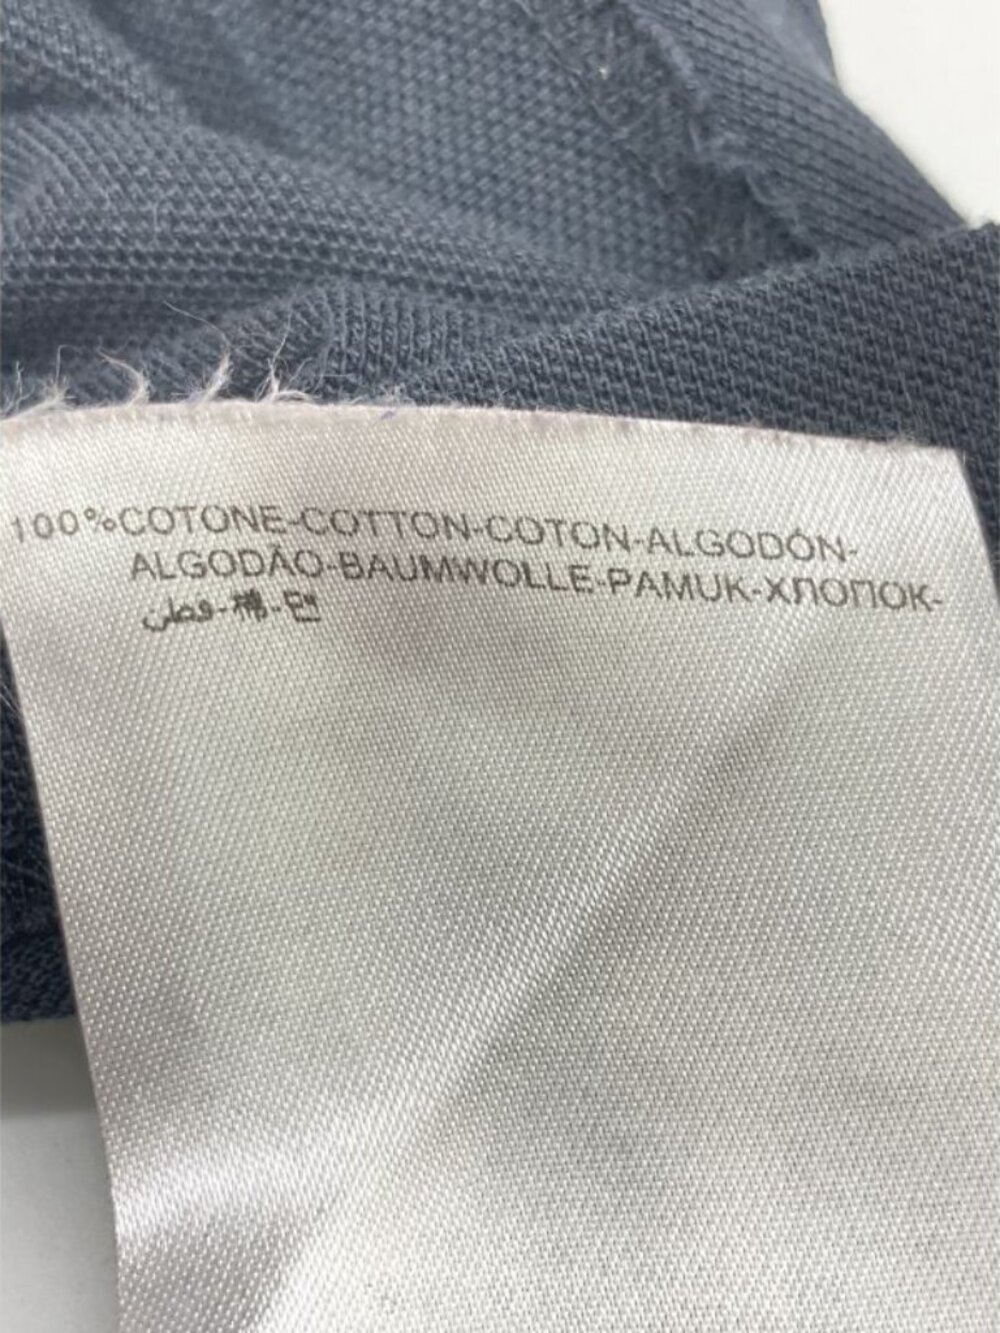 100%COTONE-COTTON-COTON-ALGODÓN-
ALGODÃO-BAUMWOLLE-PAMUK-ХЛОПОК-
قطن-棉-면